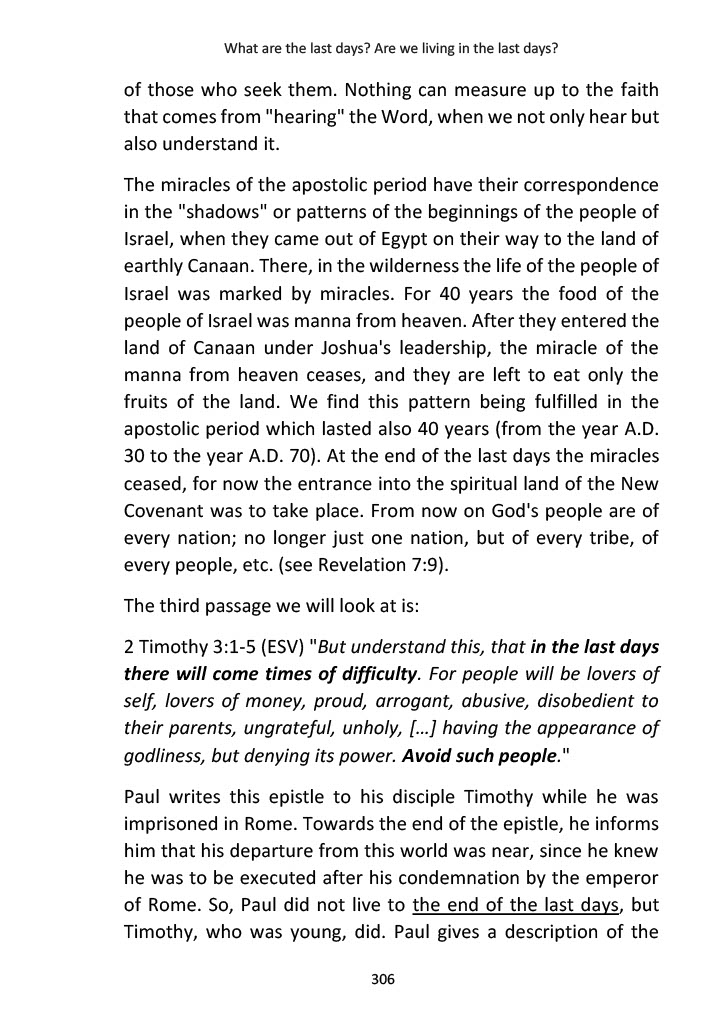 What are the last days? Are we living in the last days?
of those who seek them. Nothing can measure up to the faith
that comes from "hearing" the Word, when we not only hear but
also understand it.
The miracles of the apostolic period have their correspondence
in the "shadows" or patterns of the beginnings of the people of
Israel, when they came out of Egypt on their way to the land of
earthly Canaan. There, in the wilderness the life of the people of
Israel was marked by miracles. For 40 years the food of the
people of Israel was manna from heaven. After they entered the
land of Canaan under Joshua's leadership, the miracle of the
manna from heaven ceases, and they are left to eat only the
fruits of the land. We find this pattern being fulfilled in the
apostolic period which lasted also 40 years (from the year A.D.
30 to the year A.D. 70). At the end of the last days the miracles
ceased, for now the entrance into the spiritual land of the New
Covenant was to take place. From now on God's people are of
every nation; no longer just one nation, but of every tribe, of
every people, etc. (see Revelation 7:9).
The third passage we will look at is:
2 Timothy 3:1-5 (ESV) "But understand this, that in the last days
there will come times of difficulty. For people will be lovers of
self, lovers of money, proud, arrogant, abusive, disobedient to
their parents, ungrateful, unholy, […] having the appearance of
godliness, but denying its power. Avoid such people."
Paul writes this epistle to his disciple Timothy while he was
imprisoned in Rome. Towards the end of the epistle, he informs
him that his departure from this world was near, since he knew
he was to be executed after his condemnation by the emperor
of Rome. So, Paul did not live to the end of the last days, but
Timothy, who was young, did. Paul gives a description of the
306